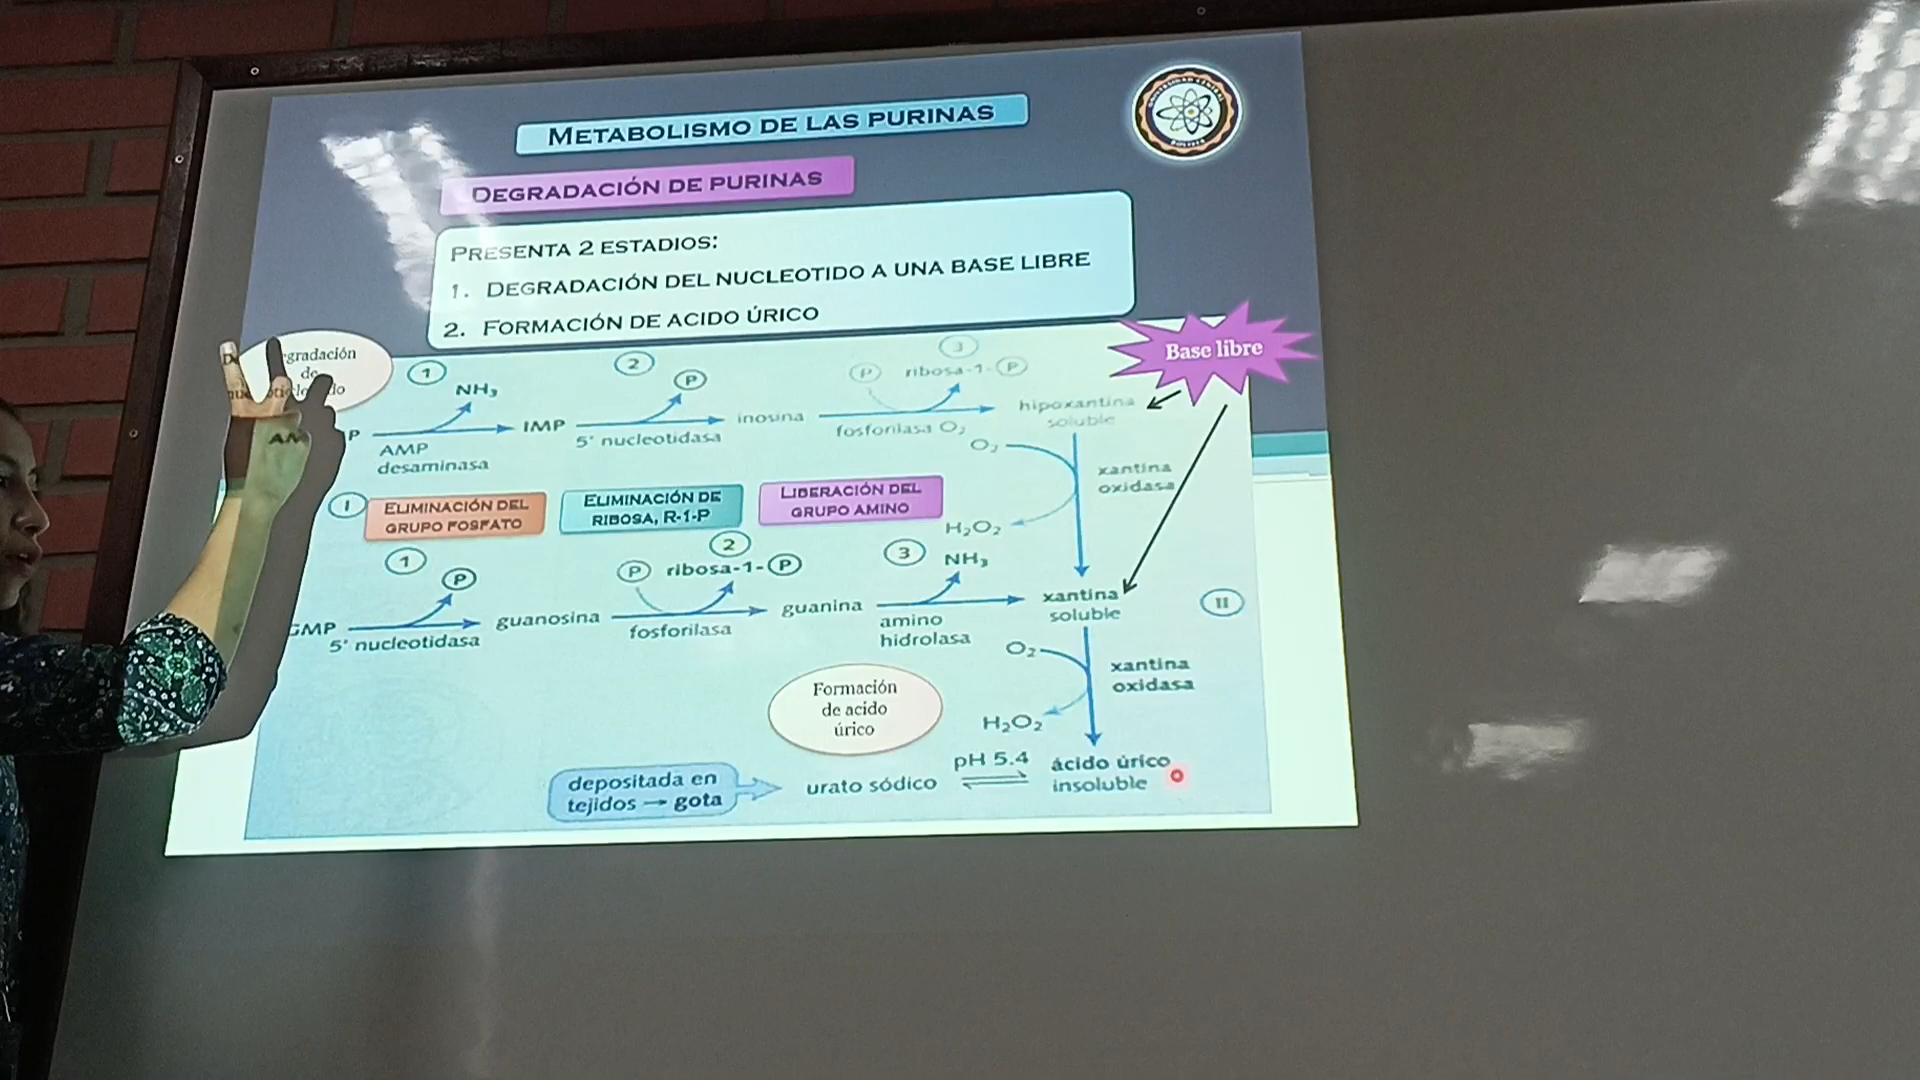 METABOLISMO DE LAS PURINAS
DEGRADACIÓN DE PURINAS
PRESENTA 2 ESTADIOS:
1. DEGRADACIÓN DEL NUCLEOTIDO A UNA BASE LIBRE
2. FORMACIÓN DE ACIDO ÚRICO
Base libre
gradación
de
1
NH₃
2
P
3
P ribosa-1-P
AM P
AMP
desaminasa
IMP
5' nucleotidasa
inosina
fosforilasa O₂
hipoxantina
soluble
O₂
xantina
oxidasa
H₂O₂
I
ELIMINACIÓN DEL
GRUPO FOSFATO
ELIMINACIÓN DE
RIBOSA, R-1-P
LIBERACIÓN DEL
GRUPO AMINO
1
P
2
P ribosa-1-P
3
NH₃
GMP
5' nucleotidasa
guanosina
fosforilasa
guanina
amino
hidrolasa
xantina
soluble
II
O₂
xantina
oxidasa
H₂O₂
Formación
de acido
úrico
depositada en
tejidos → gota
urato sódico
pH 5.4
ácido úrico
insoluble